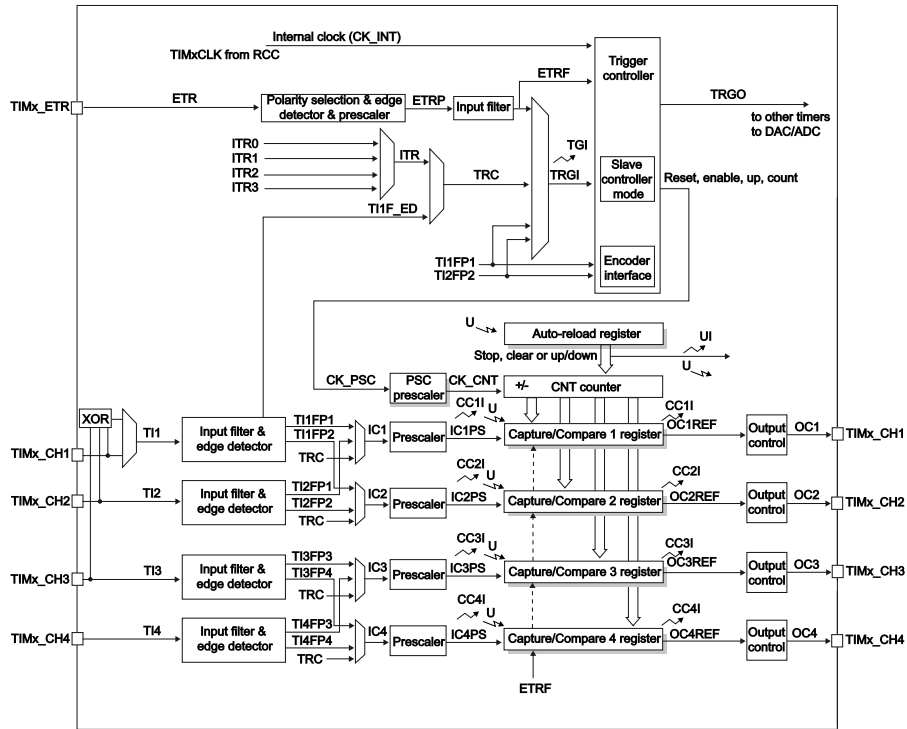 Internal clock (CK_INT)
TIMxCLK from RCC
Trigger
controller
ETRF
TIMx_ETR
ETR
Polarity selection & edge
detector & prescaler
ETRP
Input filter
TRGO
to other timers
to DAC/ADC
ITR0
ITR1
ITR2
ITR3
ITR
TI1F_ED
TRC
TGI
TRGI
Slave
controller
mode
Reset, enable, up, count
TI1FP1
TI2FP2
Encoder
interface
U
Auto-reload register
Stop, clear or up/down
UI
U
CK_PSC
PSC
prescaler
CK_CNT
+/-
CNT counter
XOR
TIMx_CH1
TI1
Input filter &
edge detector
TI1FP1
TI1FP2
TRC
IC1
Prescaler
CC1I
IC1PS
U
Capture/Compare 1 register
CC1I
OC1REF
Output
control
OC1
TIMx_CH1
TIMx_CH2
TI2
Input filter &
edge detector
TI2FP1
TI2FP2
TRC
IC2
Prescaler
CC2I
IC2PS
U
Capture/Compare 2 register
CC2I
OC2REF
Output
control
OC2
TIMx_CH2
TIMx_CH3
TI3
Input filter &
edge detector
TI3FP3
TI3FP4
TRC
IC3
Prescaler
CC3I
IC3PS
U
Capture/Compare 3 register
CC3I
OC3REF
Output
control
OC3
TIMx_CH3
TIMx_CH4
TI4
Input filter &
edge detector
TI4FP3
TI4FP4
TRC
IC4
Prescaler
CC4I
IC4PS
U
Capture/Compare 4 register
CC4I
OC4REF
Output
control
OC4
TIMx_CH4
ETRF